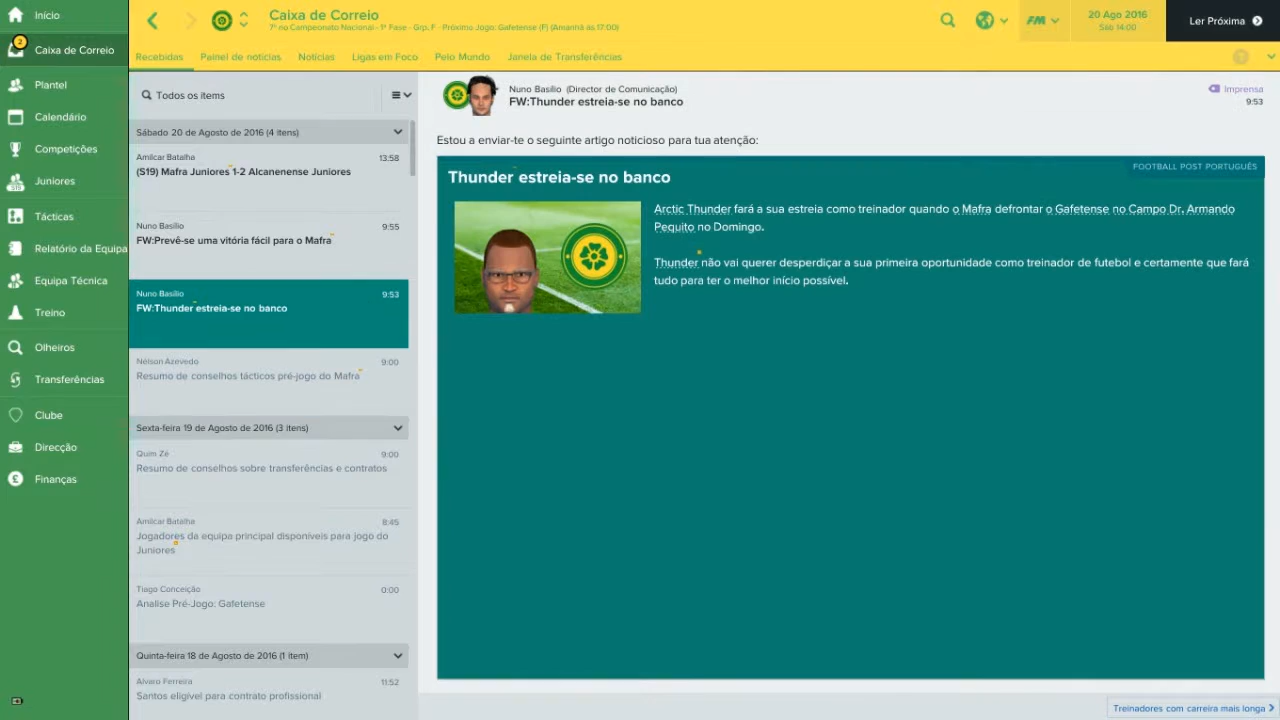 Início
2
Caixa de Correio
Plantel
Calendário
Competições
S19
Juniores
Tácticas
Relatório da Equipa
Equipa Técnica
Treino
Olheiros
Transferências
Clube
Direcção
Finanças
Caixa de Correio
7º no Campeonato Nacional - 1ª Fase - Grp. F - Próximo Jogo: Gafetense (F) (Amanhã às 17:00)
FM
20 Ago 2016
Sáb 14:00
Ler Próxima
Recebidas
Painel de notícias
Notícias
Ligas em Foco
Pelo Mundo
Janela de Transferências
?
Todos os items
Sábado 20 de Agosto de 2016 (4 itens)
Amílcar Batalha
13:58
(S19) Mafra Juniores 1-2 Alcanenense Juniores
Nuno Basílio
9:55
FW:Prevê-se uma vitória fácil para o Mafra
Nuno Basílio
9:53
FW:Thunder estreia-se no banco
Nélson Azevedo
9:00
Resumo de conselhos tácticos pré-jogo do Mafra
Sexta-feira 19 de Agosto de 2016 (3 itens)
Quim Zé
9:00
Resumo de conselhos sobre transferências e contratos
Amílcar Batalha
8:45
Jogadores da equipa principal disponíveis para jogo do
Juniores
Tiago Conceição
0:00
Analise Pré-Jogo: Gafetense
Quinta-feira 18 de Agosto de 2016 (1 item)
Álvaro Ferreira
11:52
Santos eligível para contrato profissional
Nuno Basílio (Director de Comunicação)
FW:Thunder estreia-se no banco
Imprensa
9:53
Estou a enviar-te o seguinte artigo noticioso para tua atenção:
FOOTBALL POST PORTUGUÊS
Thunder estreia-se no banco
Arctic Thunder fará a sua estreia como treinador quando o Mafra defrontar o Gafetense no Campo Dr. Armando
Pequito no Domingo.
Thunder não vai querer desperdiçar a sua primeira oportunidade como treinador de futebol e certamente que fará
tudo para ter o melhor início possível.
Treinadores com carreira mais longa